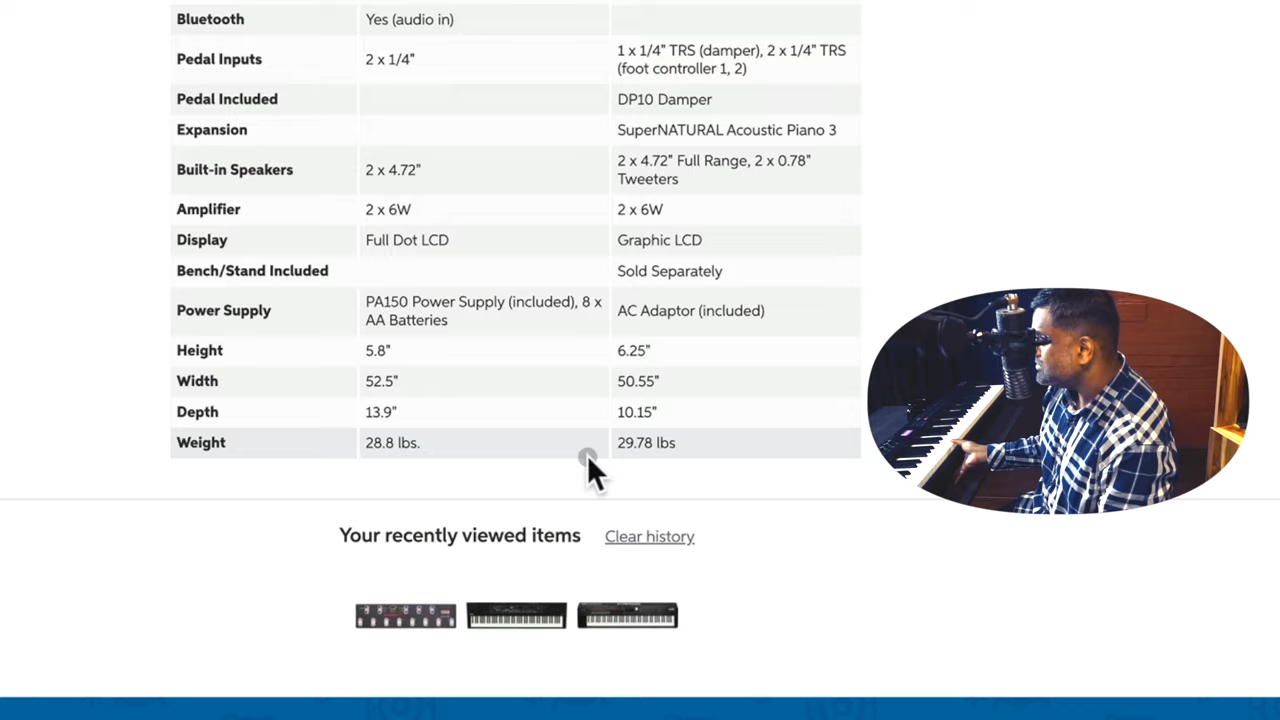 Bluetooth Yes (audio in)
Pedal Inputs 2 x 1/4" 1 x 1/4" TRS (damper), 2 x 1/4" TRS
(foot controller 1, 2)
Pedal Included DP10 Damper
Expansion SuperNATURAL Acoustic Piano 3
Built-in Speakers 2 x 4.72" 2 x 4.72" Full Range, 2 x 0.78"
Tweeters
Amplifier 2 x 6W 2 x 6W
Display Full Dot LCD Graphic LCD
Bench/Stand Included Sold Separately
Power Supply PA150 Power Supply (included), 8 x
AA Batteries AC Adaptor (included)
Height 5.8" 6.25"
Width 52.5" 50.55"
Depth 13.9" 10.15"
Weight 28.8 lbs. 29.78 lbs
Your recently viewed items Clear history